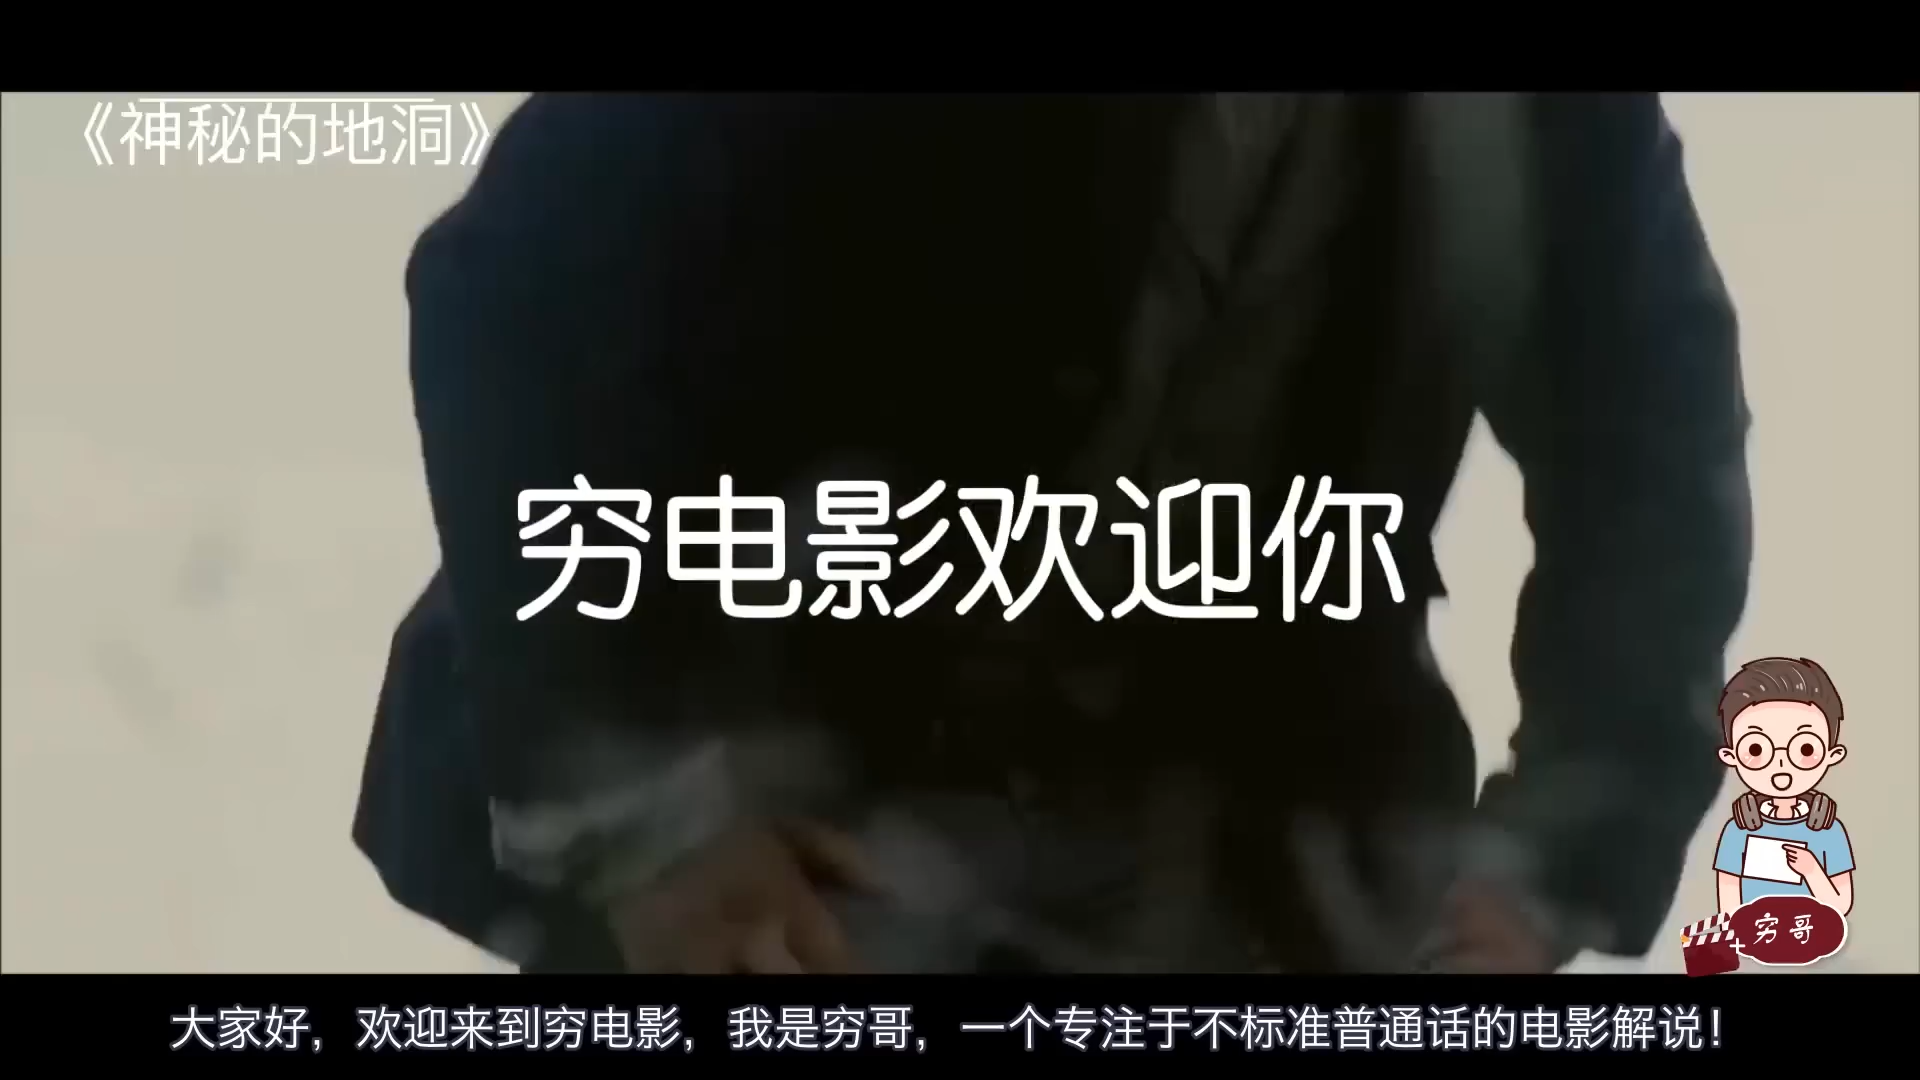 《神秘的地洞》
穷电影欢迎你
穷哥
大家好，欢迎来到穷电影，我是穷哥，一个专注于不标准普通话的电影解说！